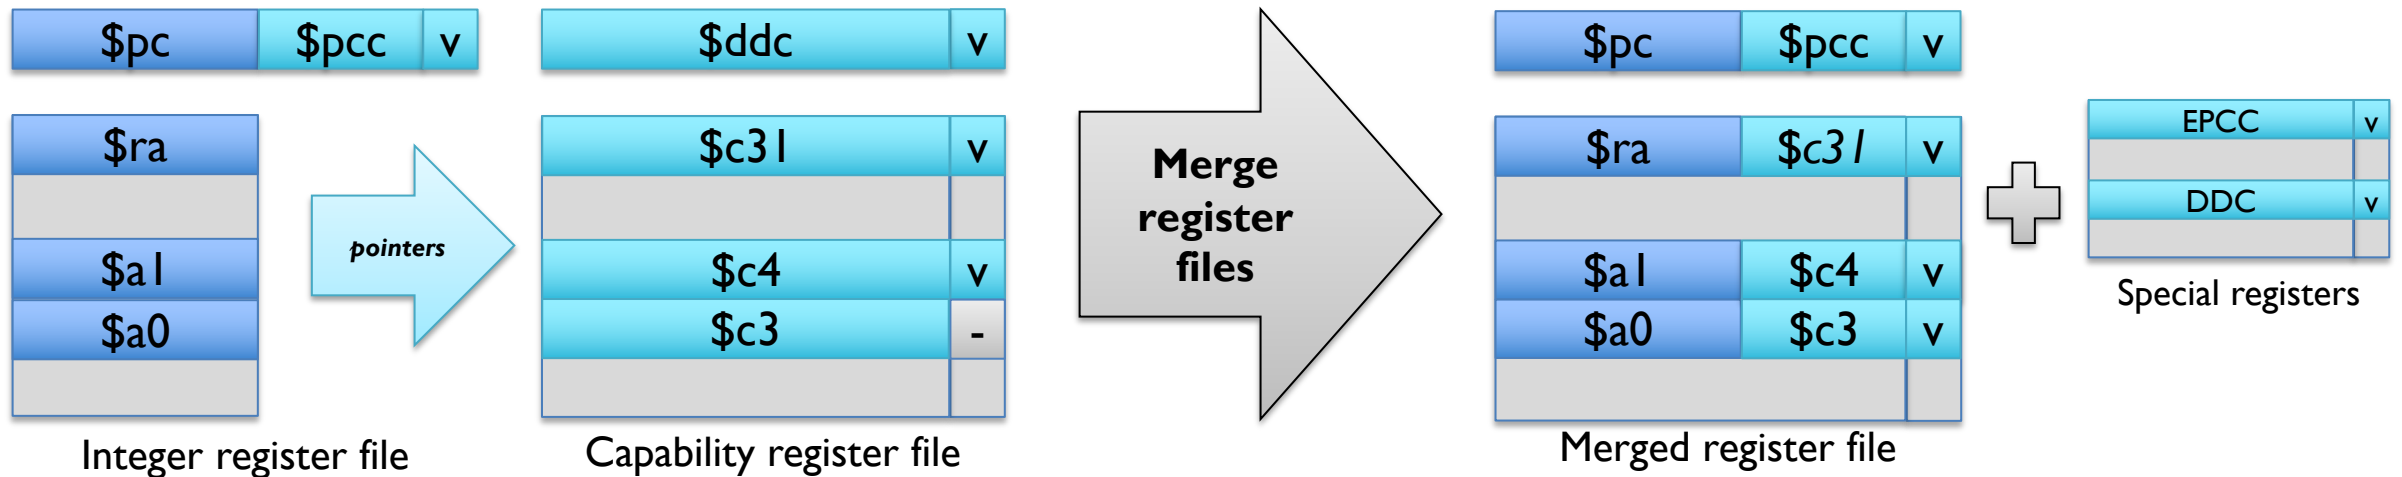 $pc $pcc v
$ra
$a1
$a0
Integer register file
pointers
$ddc v
$c31 v
$c4 v
$c3 -
Capability register file
Merge
register
files
$pc $pcc v
$ra $c31 v
$a1 $c4 v
$a0 $c3 v
Merged register file
EPCC v
DDC v
Special registers